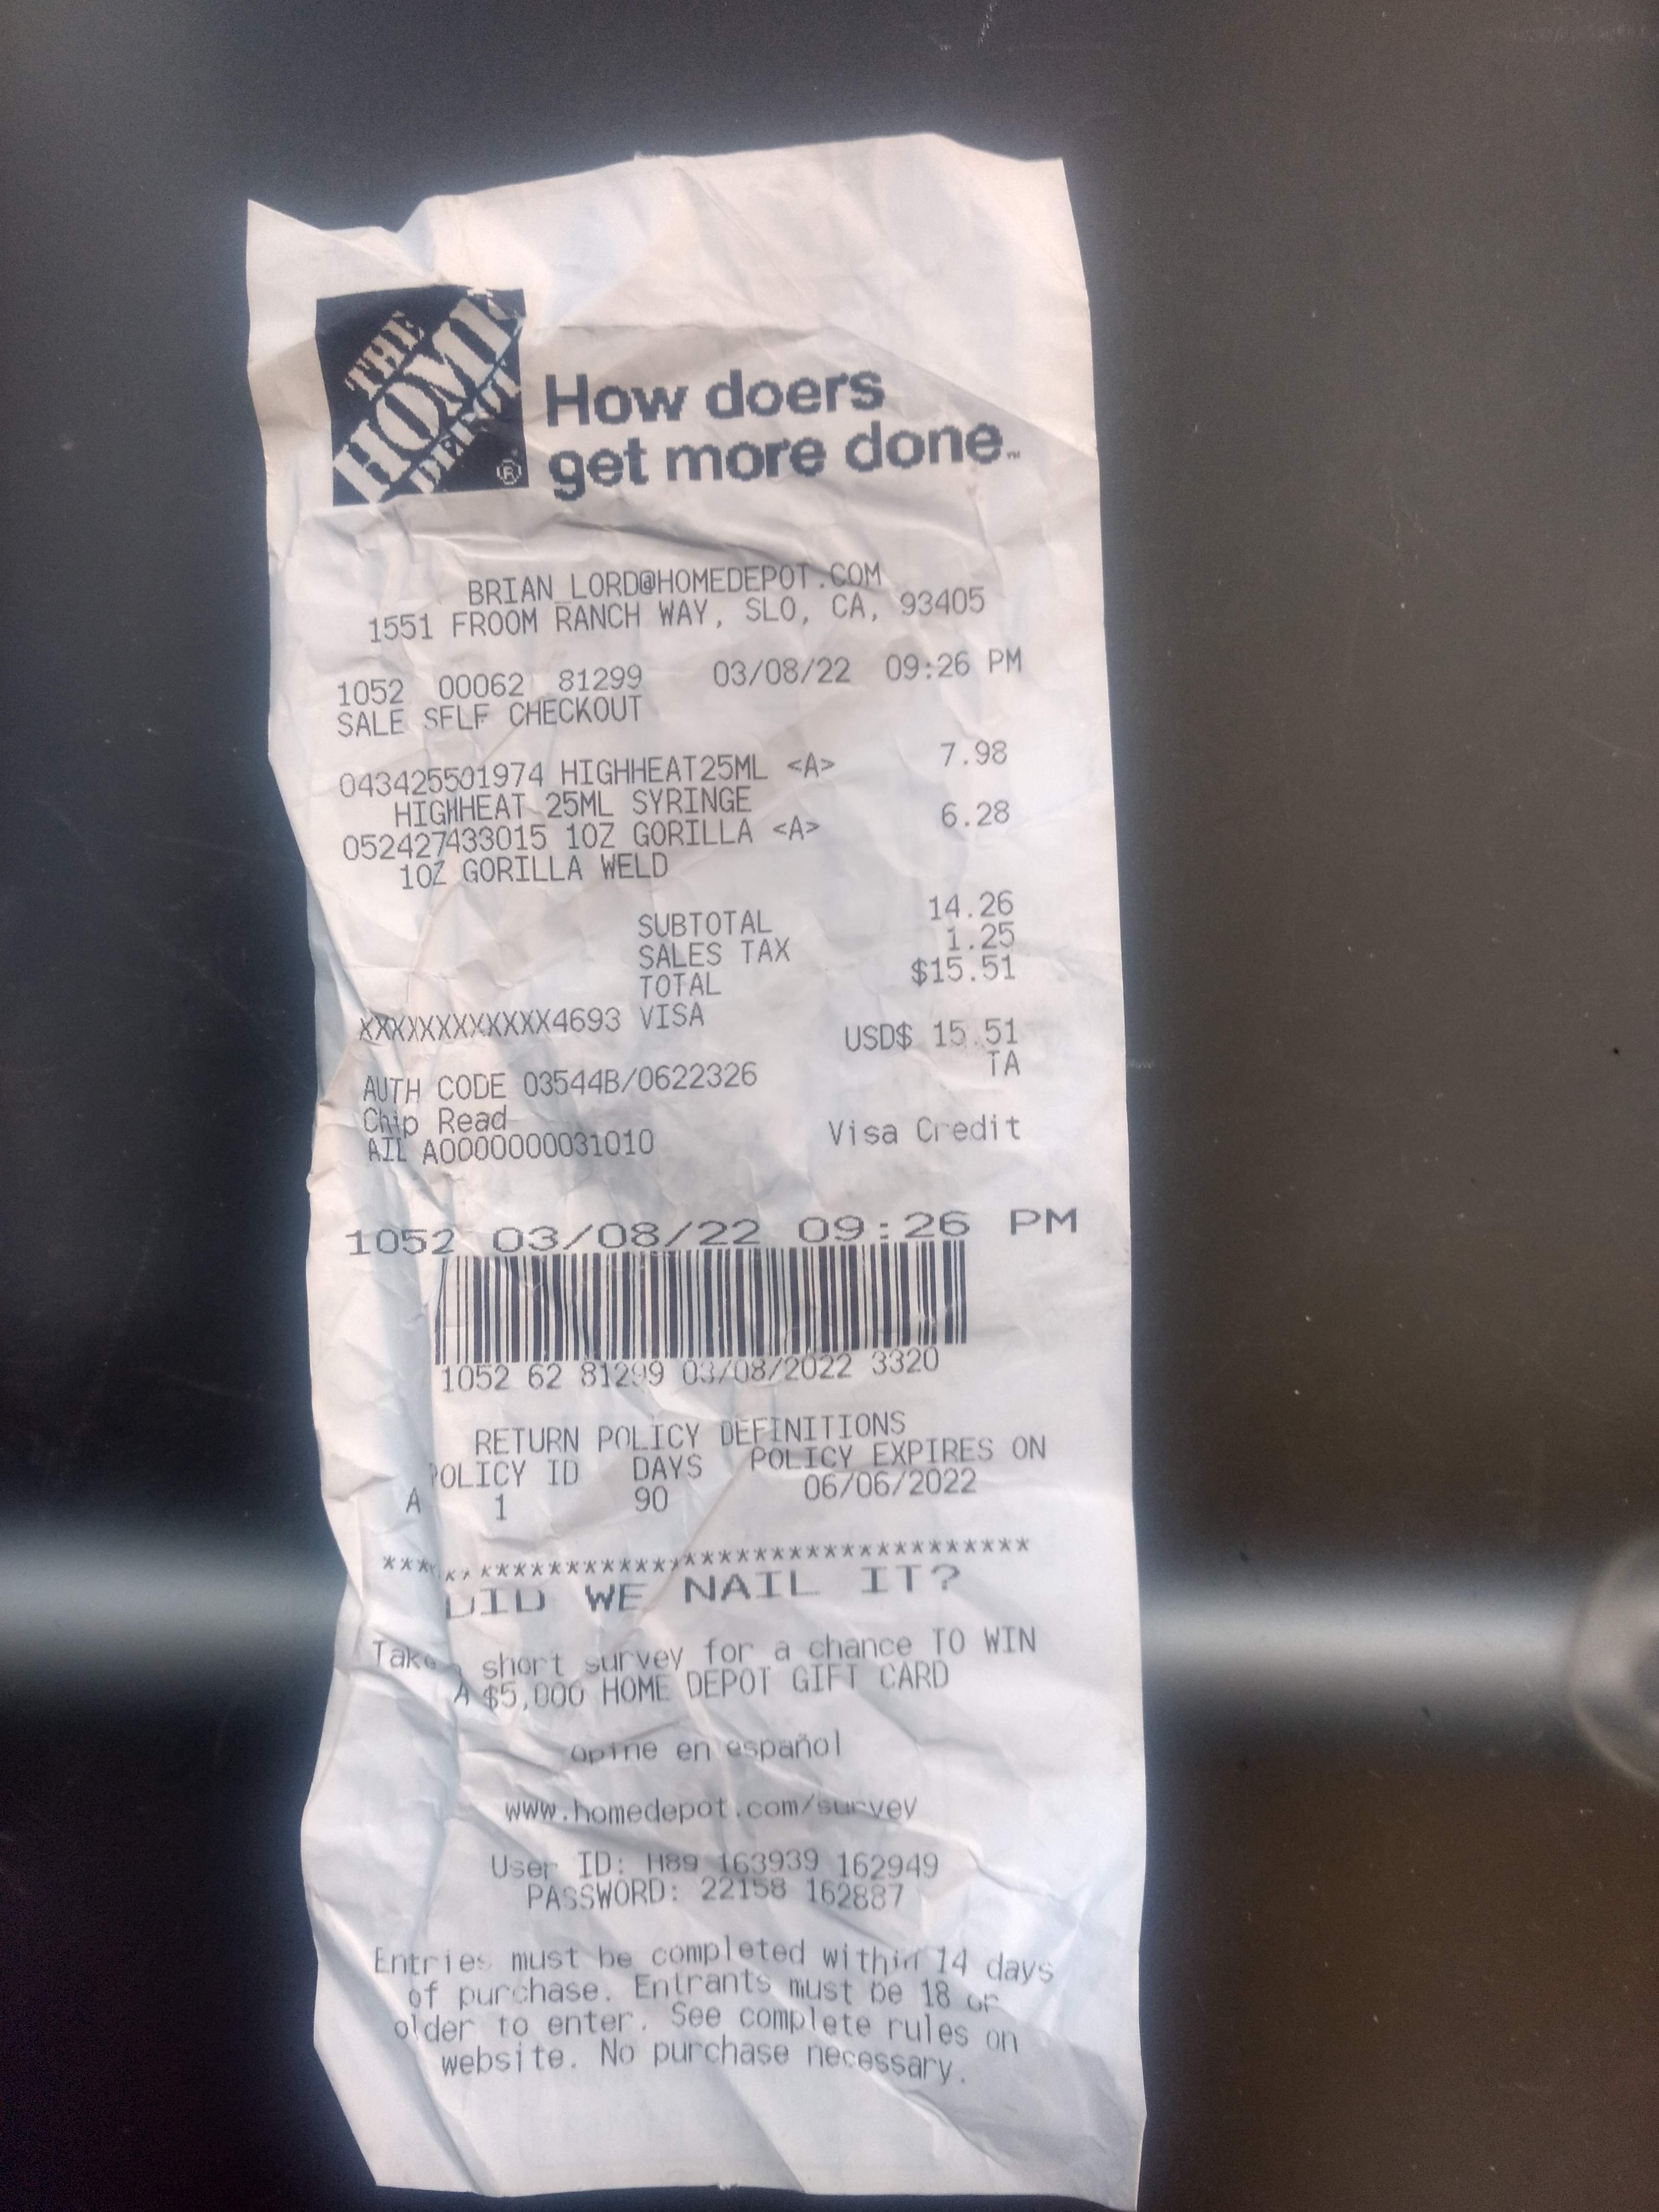 THE
HOME
DEPOT
®
How doers
get more done.™
BRIAN_LORD@HOMEDEPOT.COM
1551 FROOM RANCH WAY, SLO, CA, 93405
1052 00062 81299 03/08/22 09:26 PM
SALE SELF CHECKOUT
043425501974 HIGHHEAT25ML <A> 7.98
HIGHHEAT 25ML SYRINGE
052427433015 1OZ GORILLA <A> 6.28
1OZ GORILLA WELD
SUBTOTAL 14.26
SALES TAX 1.25
TOTAL $15.51
XXXXXXXXXXXX4693 VISA
USD$ 15.51
AUTH CODE 03544B/0622326 TA
Chip Read
AID A0000000031010 Visa Credit
1052 03/08/22 09:26 PM
1052 62 81299 03/08/2022 3320
RETURN POLICY DEFINITIONS
POLICY ID DAYS POLICY EXPIRES ON
A 1 90 06/06/2022
*************************************
DID WE NAIL IT?
Take a short survey for a chance TO WIN
A $5,000 HOME DEPOT GIFT CARD
Opine en español
www.homedepot.com/survey
User ID: H89 163939 162949
PASSWORD: 22158 162887
Entries must be completed within 14 days
of purchase. Entrants must be 18 or
older to enter. See complete rules on
website. No purchase necessary.